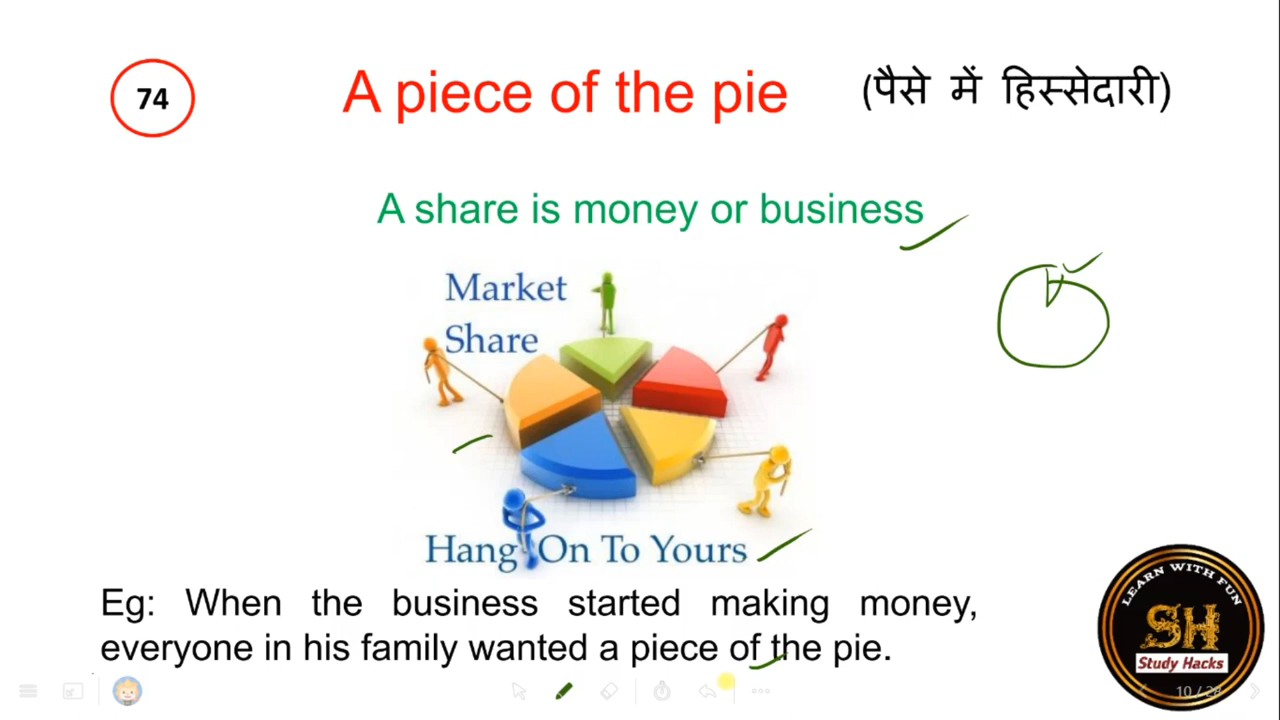 74
A piece of the pie (पैसे में हिस्सेदारी)
A share is money or business
Market
Share
Hang On To Yours
Eg: When the business started making money,
everyone in his family wanted a piece of the pie.
LEARN WITH FUN
SH
Study Hacks